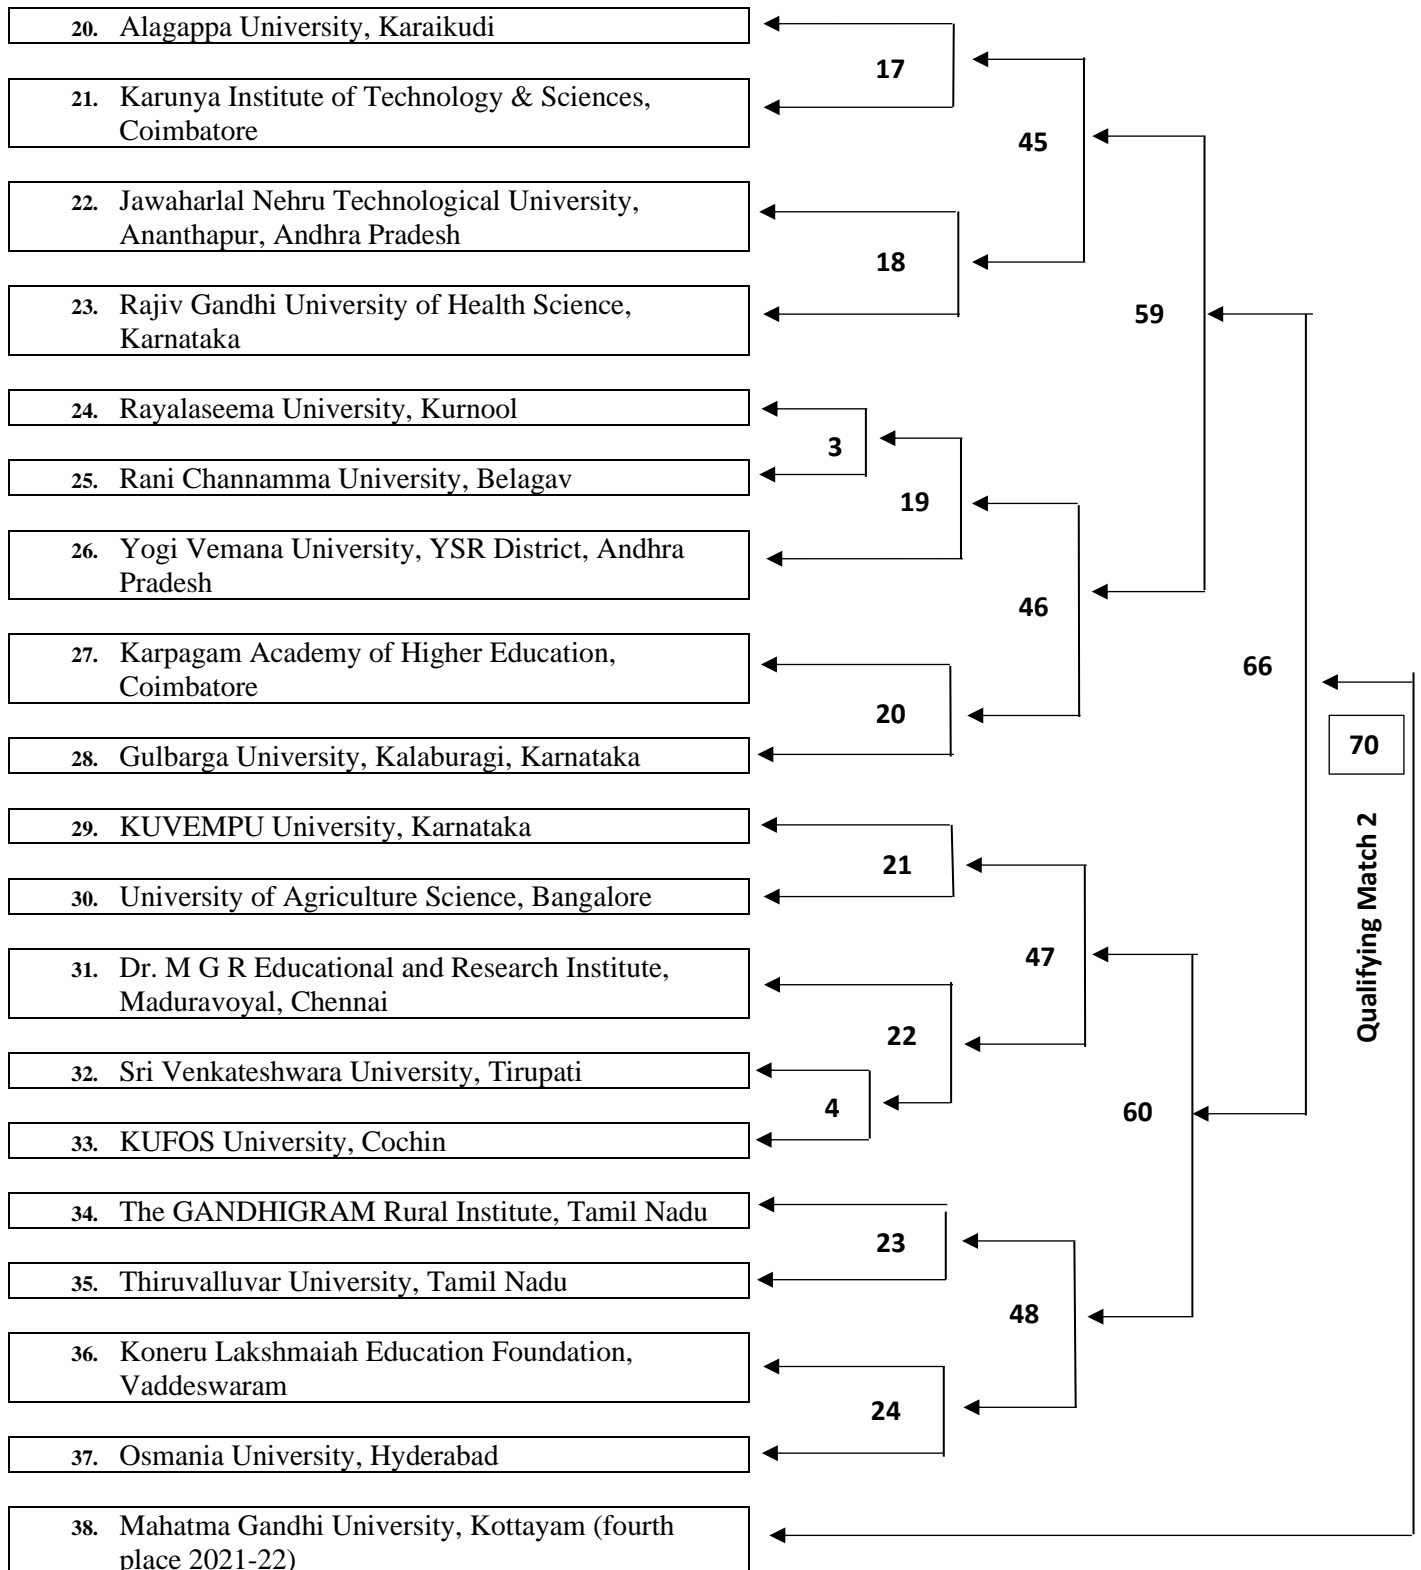 20. Alagappa University, Karaikudi
17
21. Karunya Institute of Technology & Sciences,
Coimbatore
45
22. Jawaharlal Nehru Technological University,
Ananthapur, Andhra Pradesh
18
23. Rajiv Gandhi University of Health Science,
Karnataka
59
24. Rayalaseema University, Kurnool
3
25. Rani Channamma University, Belagav
19
26. Yogi Vemana University, YSR District, Andhra
Pradesh
46
27. Karpagam Academy of Higher Education,
Coimbatore
66
20
70
28. Gulbarga University, Kalaburagi, Karnataka
29. KUVEMPU University, Karnataka
21
30. University of Agriculture Science, Bangalore
Qualifying Match 2
47
31. Dr. M G R Educational and Research Institute,
Maduravoyal, Chennai
22
32. Sri Venkateshwara University, Tirupati
4
60
33. KUFOS University, Cochin
34. The GANDHIGRAM Rural Institute, Tamil Nadu
23
35. Thiruvalluvar University, Tamil Nadu
48
36. Koneru Lakshmaiah Education Foundation,
Vaddeswaram
24
37. Osmania University, Hyderabad
38. Mahatma Gandhi University, Kottayam (fourth
place 2021-22)